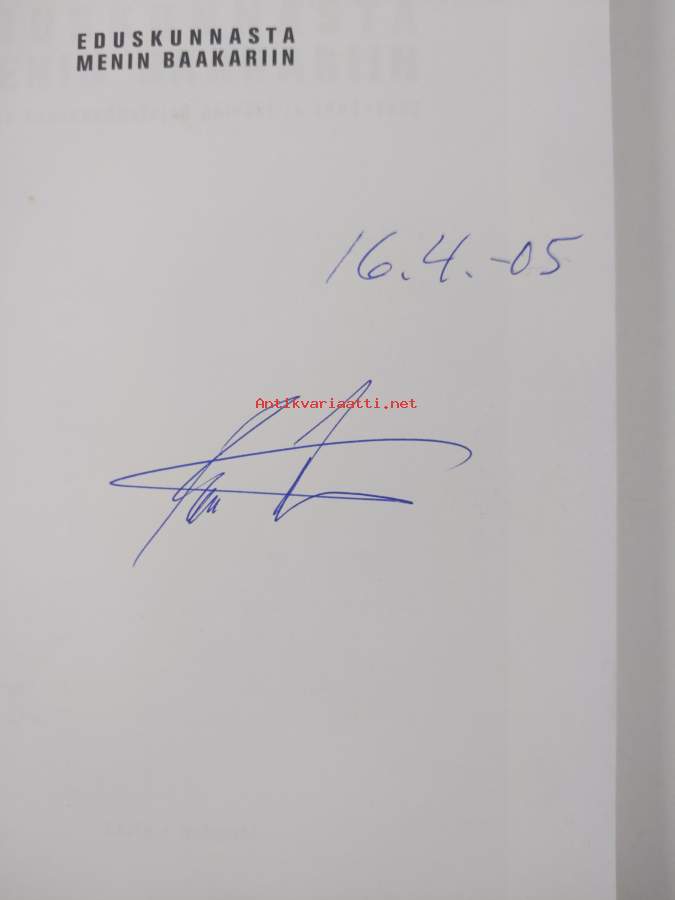 EDUSKUNNASTA
MENIN BAAKARIIN
16.4.-05
Antikvariaatti.net